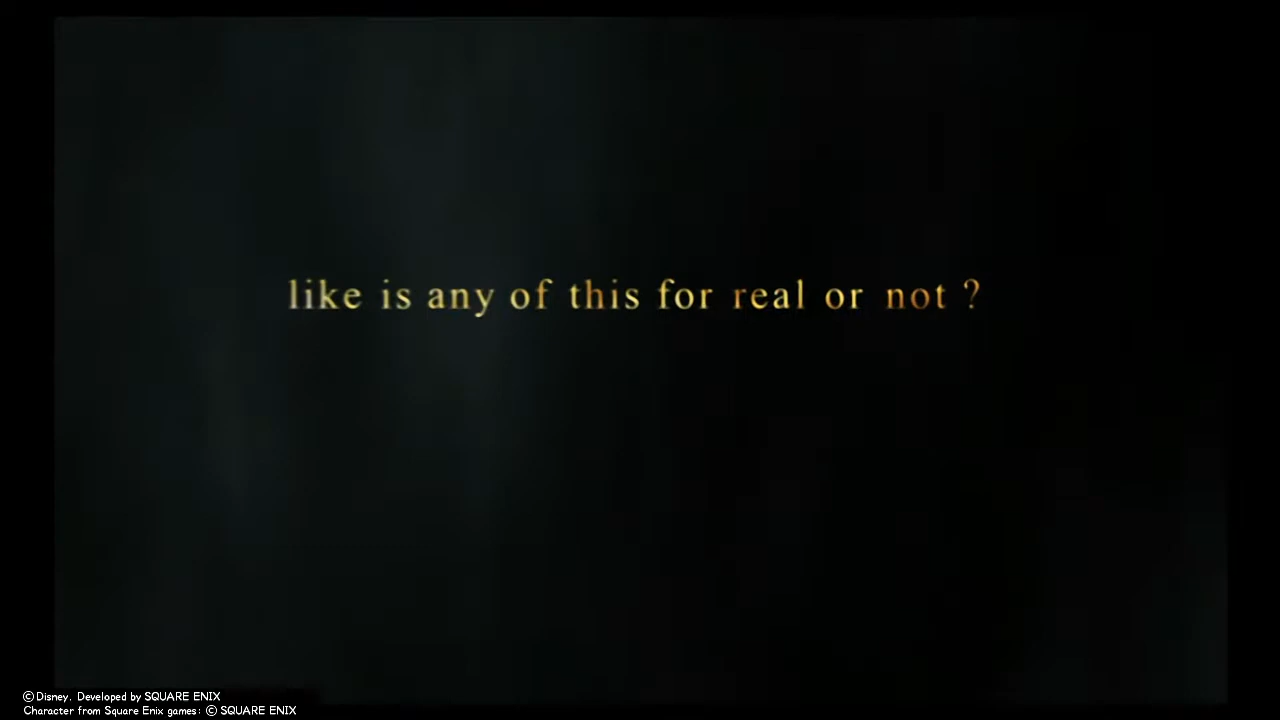 like is any of this for real or not ?
©Disney. Developed by SQUARE ENIX
Character from Square Enix games: © SQUARE ENIX